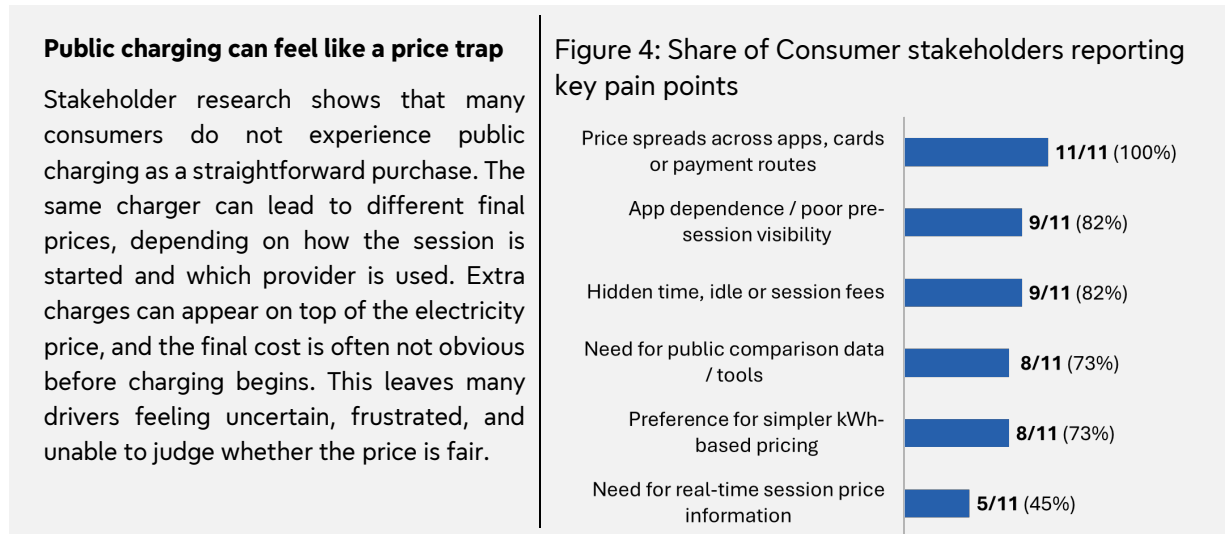 Public charging can feel like a price trap
Stakeholder research shows that many
consumers do not experience public
charging as a straightforward purchase. The
same charger can lead to different final
prices, depending on how the session is
started and which provider is used. Extra
charges can appear on top of the electricity
price, and the final cost is often not obvious
before charging begins. This leaves many
drivers feeling uncertain, frustrated, and
unable to judge whether the price is fair.
Figure 4: Share of Consumer stakeholders reporting
key pain points
Price spreads across apps, cards
or payment routes
11/11 (100%)
App dependence / poor pre-
session visibility
9/11 (82%)
Hidden time, idle or session fees
9/11 (82%)
Need for public comparison data
/ tools
8/11 (73%)
Preference for simpler kWh-
based pricing
8/11 (73%)
Need for real-time session price
information
5/11 (45%)